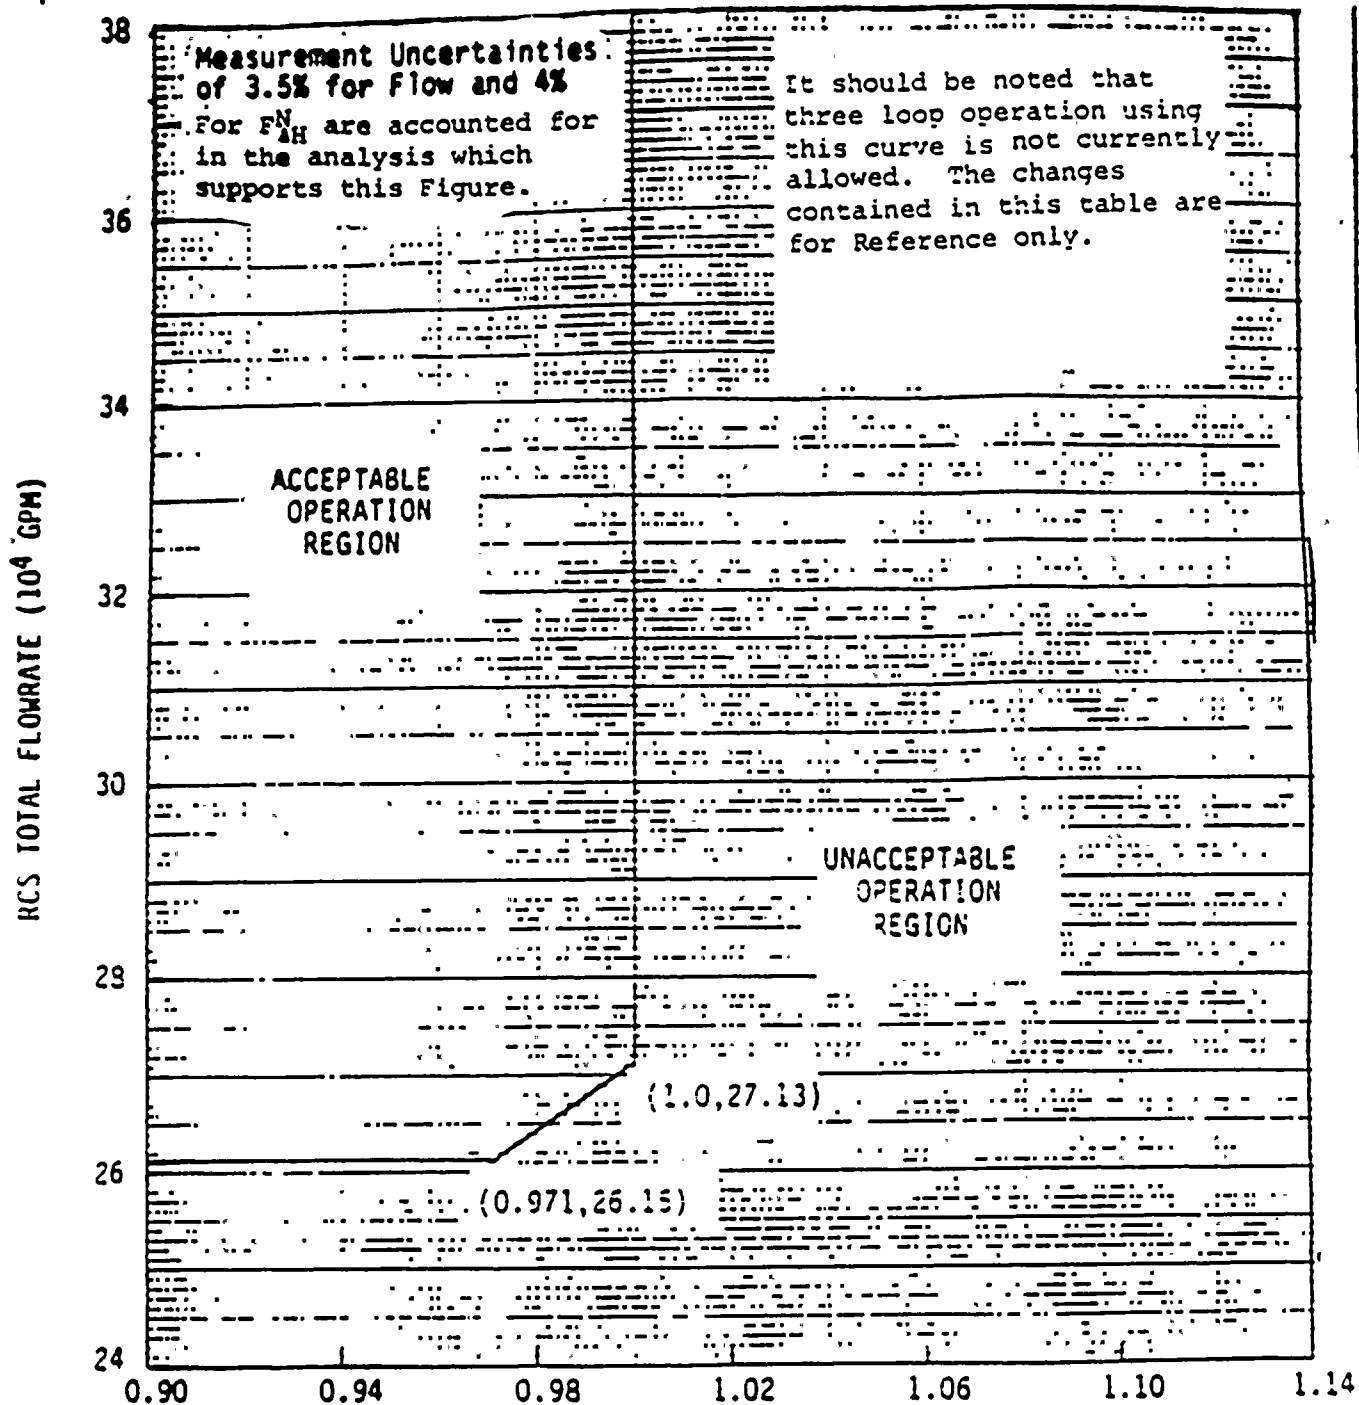 38
Measurement Uncertainties
of 3.5% for Flow and 4%
For F^N_ΔH are accounted for
in the analysis which
supports this Figure.
It should be noted that
three loop operation using
this curve is not currently
allowed. The changes
contained in this table are
for Reference only.
36
34
ACCEPTABLE
OPERATION
REGION
32
RCS TOTAL FLOWRATE (10⁴ GPM)
30
UNACCEPTABLE
OPERATION
REGION
28
(1.0,27.13)
26
(0.971,26.15)
24
0.90 0.94 0.98 1.02 1.06 1.10 1.14